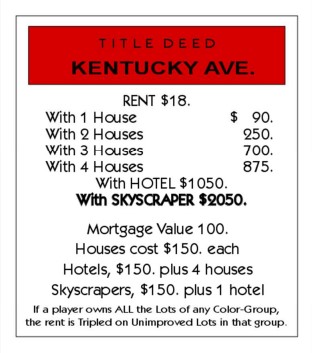 TITLE DEED
KENTUCKY AVE.
RENT $18.
With 1 House $ 90.
With 2 Houses 250.
With 3 Houses 700.
With 4 Houses 875.
With HOTEL $1050.
With SKYSCRAPER $2050.
Mortgage Value 100.
Houses cost $150. each
Hotels, $150. plus 4 houses
Skyscrapers, $150. plus 1 hotel
If a player owns ALL the Lots of any Color-Group,
the rent is Tripled on Unimproved Lots in that group.